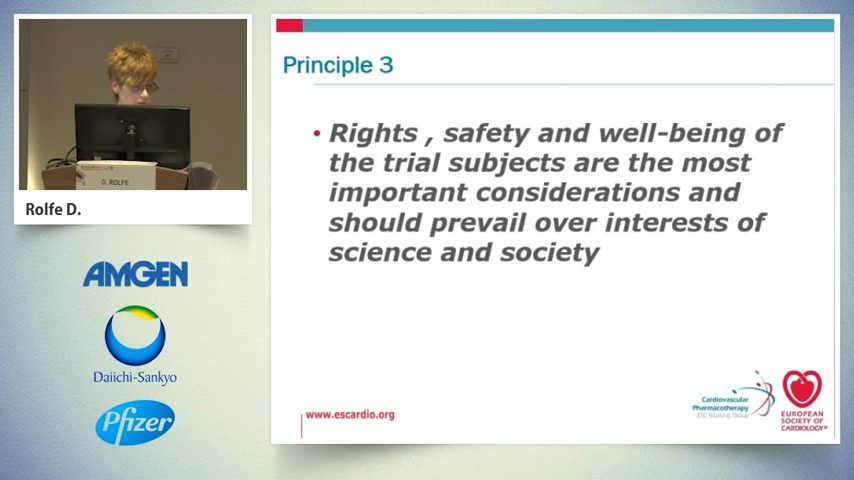 D. ROLFE
Rolfe D.
AMGEN
Daiichi-Sankyo
Pfizer
Principle 3
• Rights , safety and well-being of
the trial subjects are the most
important considerations and
should prevail over interests of
science and society
www.escardio.org
Cardiovascular
Pharmacotherapy
ESC Working Group
EUROPEAN
SOCIETY OF
CARDIOLOGY®